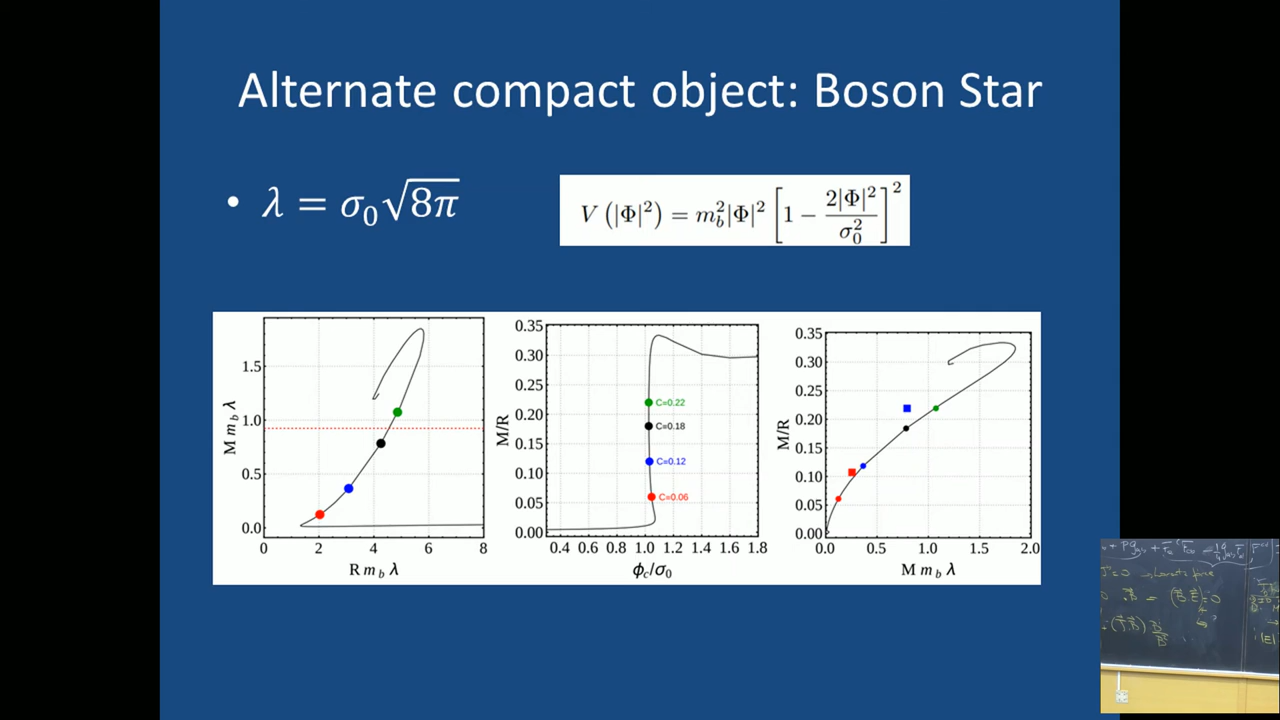 Alternate compact object: Boson Star
• λ = σ₀√8π
V (|Φ|²) = m_b²|Φ|² [1 − 2|Φ|²/σ₀²]²
M m_b λ
1.5
1.0
0.5
0.0
0 2 4 6 8
R m_b λ
M/R
0.35
0.30
0.25
0.20
0.15
0.10
0.05
0.00
C=0.22
C=0.18
C=0.12
C=0.06
0.4 0.6 0.8 1.0 1.2 1.4 1.6 1.8
ϕ_c/σ₀
M/R
0.35
0.30
0.25
0.20
0.15
0.10
0.05
0.00
0.0 0.5 1.0 1.5 2.0
M m_b λ